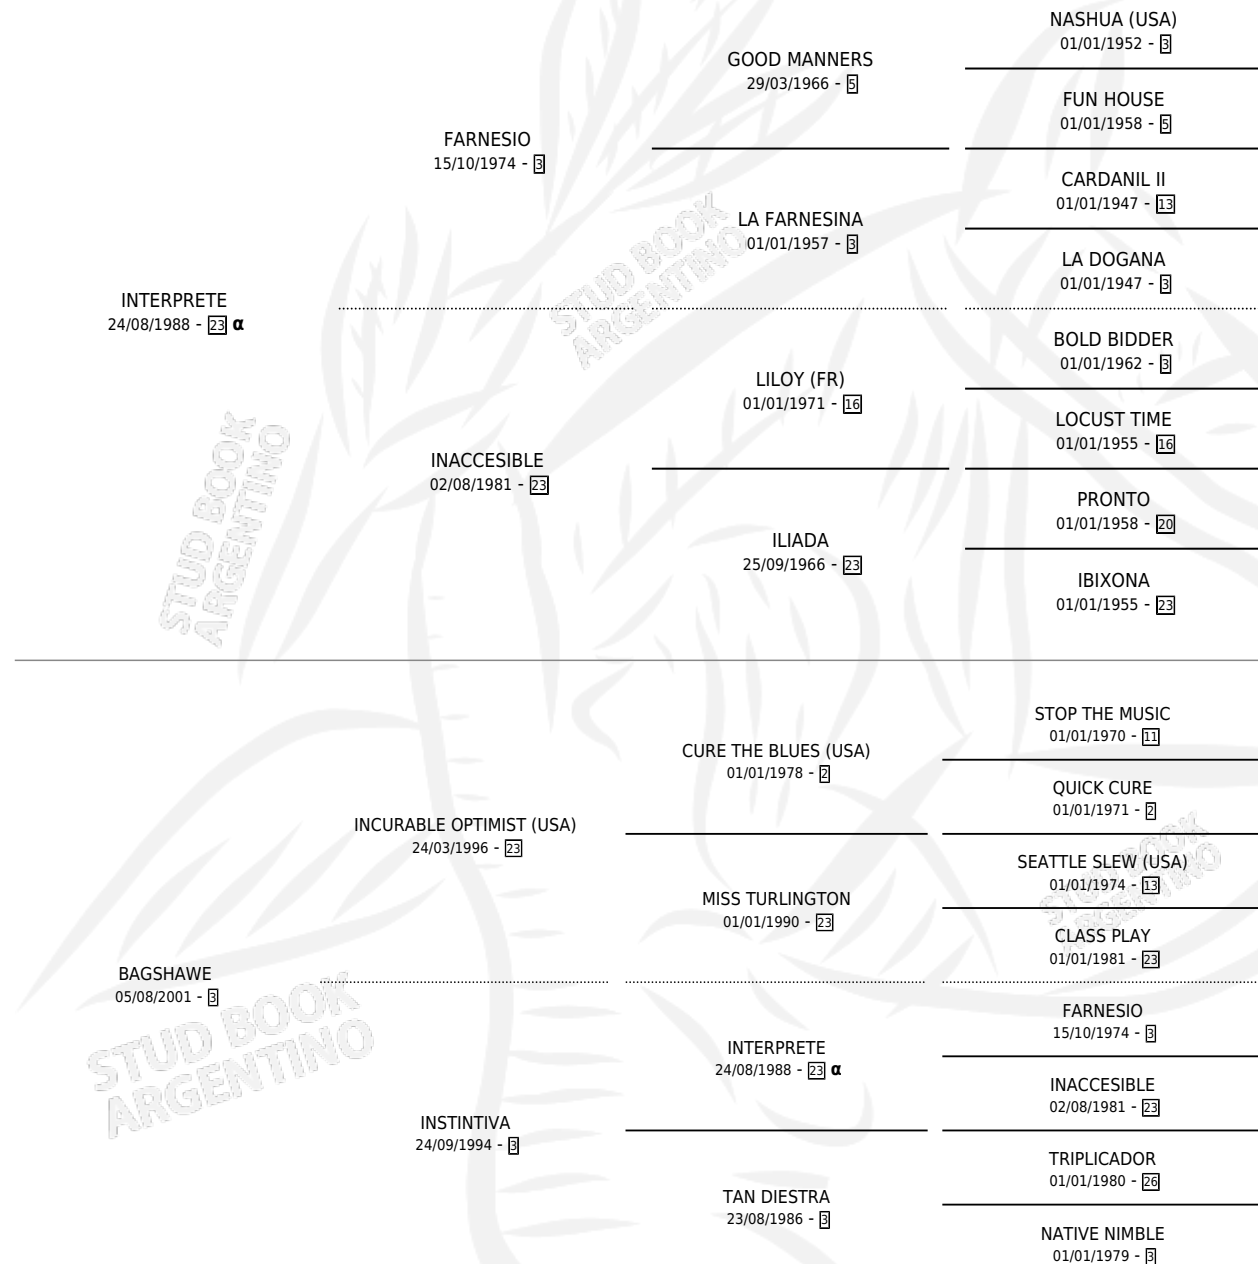 NASHUA (USA)
01/01/1952 - 3
GOOD MANNERS
29/03/1966 - 5
FUN HOUSE
01/01/1958 - 5
FARNESIO
15/10/1974 - 3
CARDANIL II
01/01/1947 - 13
LA FARNESINA
01/01/1957 - 3
LA DOGANA
01/01/1947 - 3
INTERPRETE
24/08/1988 - 23 α
BOLD BIDDER
01/01/1962 - 3
LILOY (FR)
01/01/1971 - 16
LOCUST TIME
01/01/1955 - 16
INACCESIBLE
02/08/1981 - 23
PRONTO
01/01/1958 - 20
ILIADA
25/09/1966 - 23
IBIXONA
01/01/1955 - 23
STUD BOOK
ARGENTINO
STUD BOOK
ARGENTINO
STOP THE MUSIC
01/01/1970 - 11
CURE THE BLUES (USA)
01/01/1978 - 2
QUICK CURE
01/01/1971 - 2
INCURABLE OPTIMIST (USA)
24/03/1996 - 23
SEATTLE SLEW (USA)
01/01/1974 - 13
MISS TURLINGTON
01/01/1990 - 23
CLASS PLAY
01/01/1981 - 23
BAGSHAWE
05/08/2001 - 3
FARNESIO
15/10/1974 - 3
INTERPRETE
24/08/1988 - 23 α
INACCESIBLE
02/08/1981 - 23
INSTINTIVA
24/09/1994 - 3
TRIPLICADOR
01/01/1980 - 26
TAN DIESTRA
23/08/1986 - 3
NATIVE NIMBLE
01/01/1979 - 3
STUD BOOK
ARGENTINO
STUD BOOK
ARGENTINO